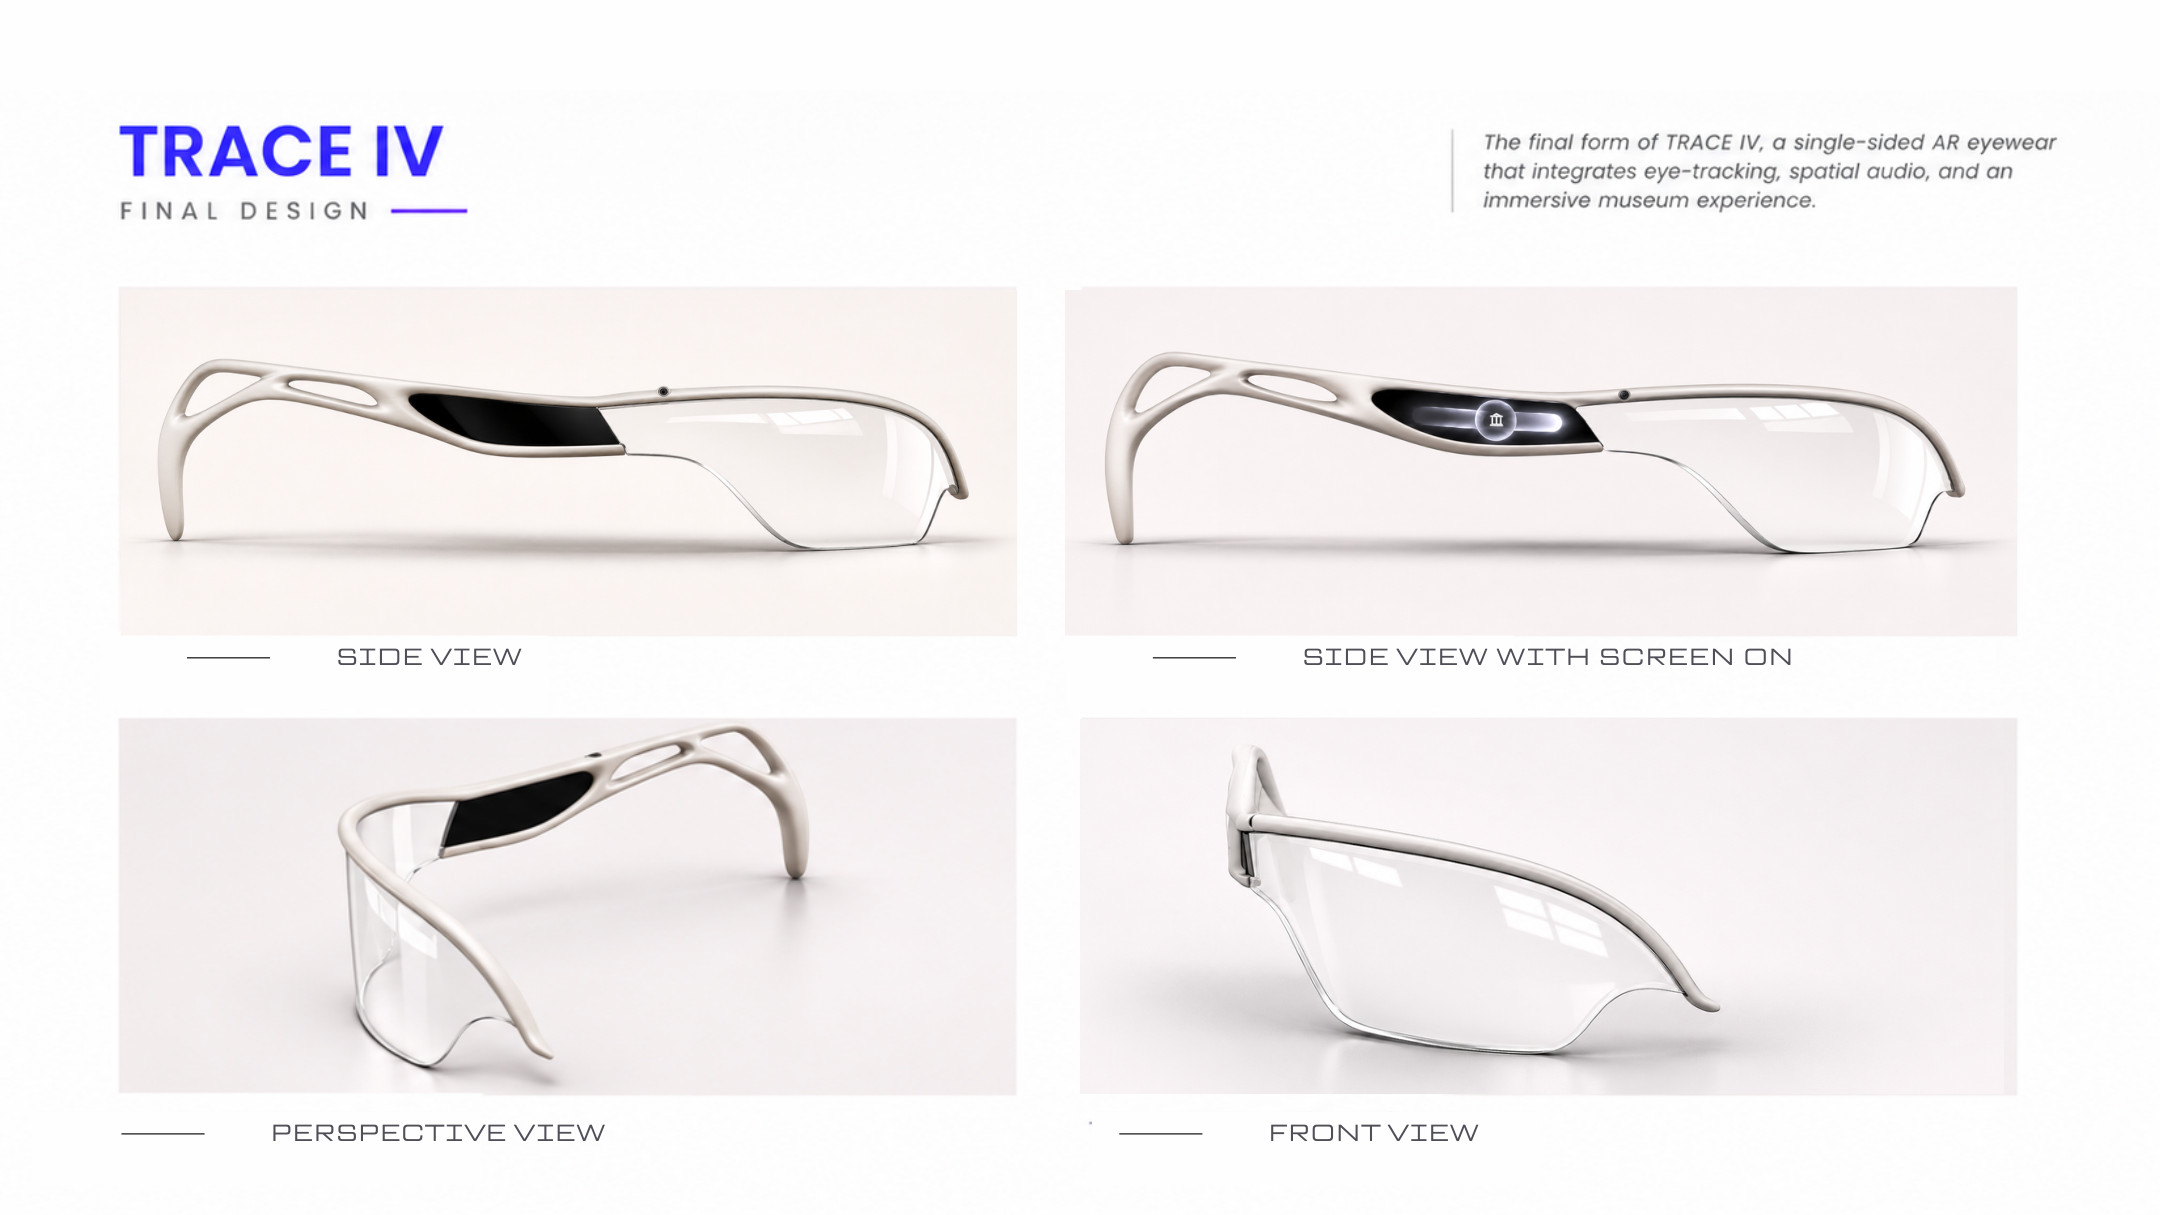 TRACE IV
FINAL DESIGN
The final form of TRACE IV, a single-sided AR eyewear
that integrates eye-tracking, spatial audio, and an
immersive museum experience.
SIDE VIEW
SIDE VIEW WITH SCREEN ON
PERSPECTIVE VIEW
FRONT VIEW